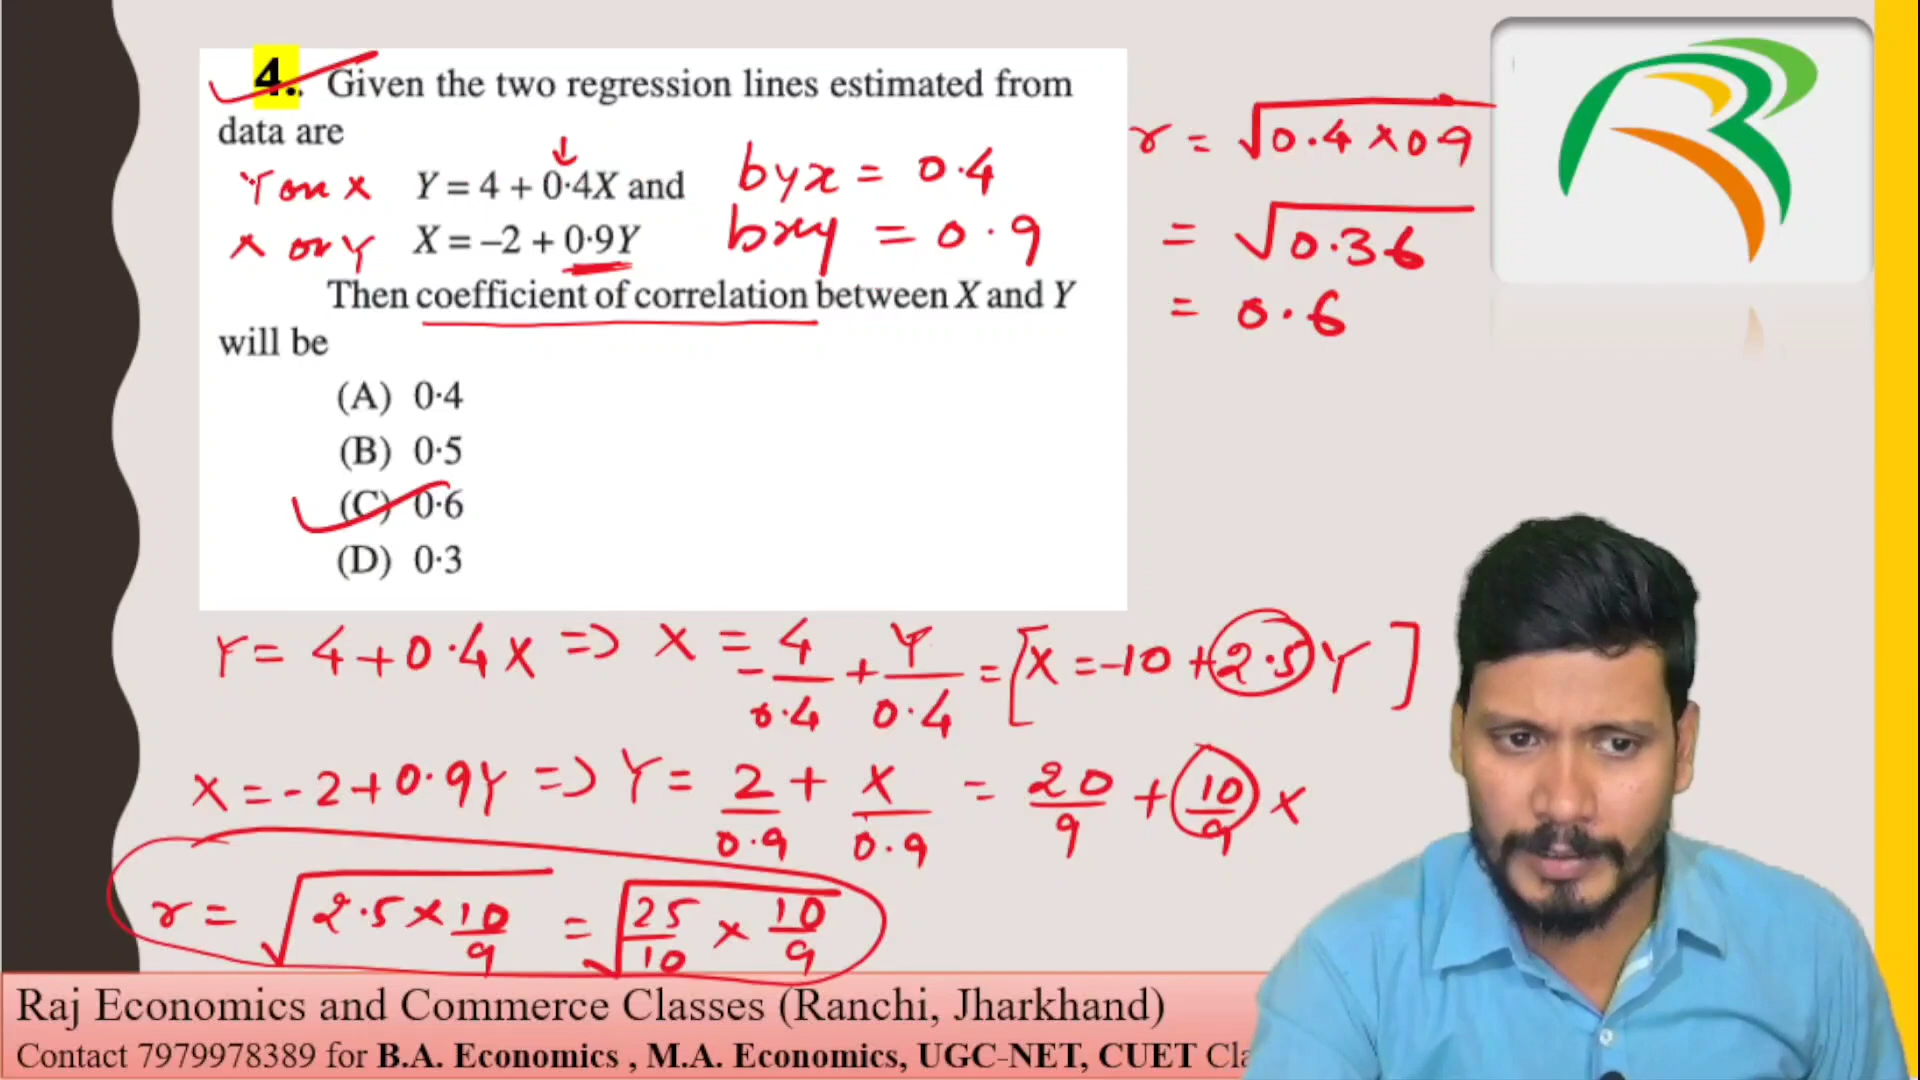 4. Given the two regression lines estimated from
data are
Y on X Y = 4 + 0·4X and byx = 0.4
X on Y X = –2 + 0·9Y bxy = 0.9
Then coefficient of correlation between X and Y
will be
(A) 0·4
(B) 0·5
(C) 0·6
(D) 0·3
r = √0.4 × 09
= √0.36
= 0.6
Y = 4 + 0.4X => X = -4/0.4 + Y/0.4 = [X = -10 + 2.5Y]
X = -2 + 0.9Y => Y = 2/0.9 + X/0.9 = 20/9 + 10/9 X
r = √2.5 × 10/9 = √25/10 × 10/9
Raj Economics and Commerce Classes (Ranchi, Jharkhand)
Contact 7979978389 for B.A. Economics , M.A. Economics, UGC-NET, CUET Cla